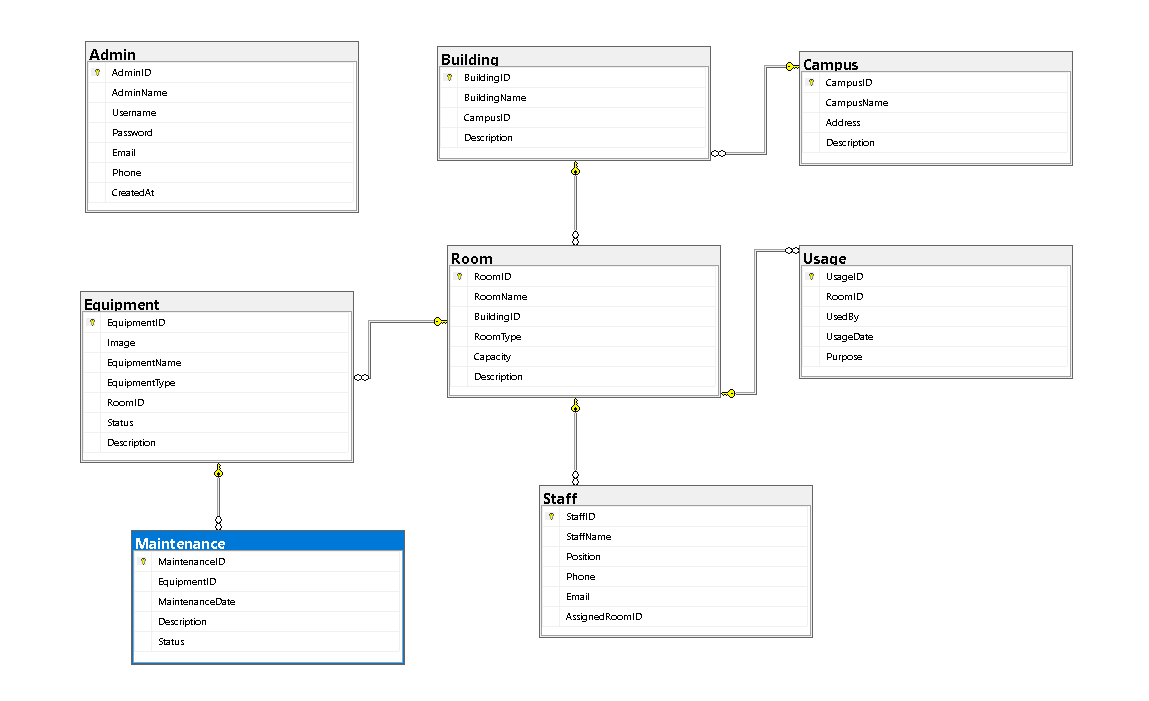 Admin
AdminID
AdminName
Username
Password
Email
Phone
CreatedAt
Building
BuildingID
BuildingName
CampusID
Description
Campus
CampusID
CampusName
Address
Description
Equipment
EquipmentID
Image
EquipmentName
EquipmentType
RoomID
Status
Description
Room
RoomID
RoomName
BuildingID
RoomType
Capacity
Description
Usage
UsageID
RoomID
UsedBy
UsageDate
Purpose
Maintenance
MaintenanceID
EquipmentID
MaintenanceDate
Description
Status
Staff
StaffID
StaffName
Position
Phone
Email
AssignedRoomID